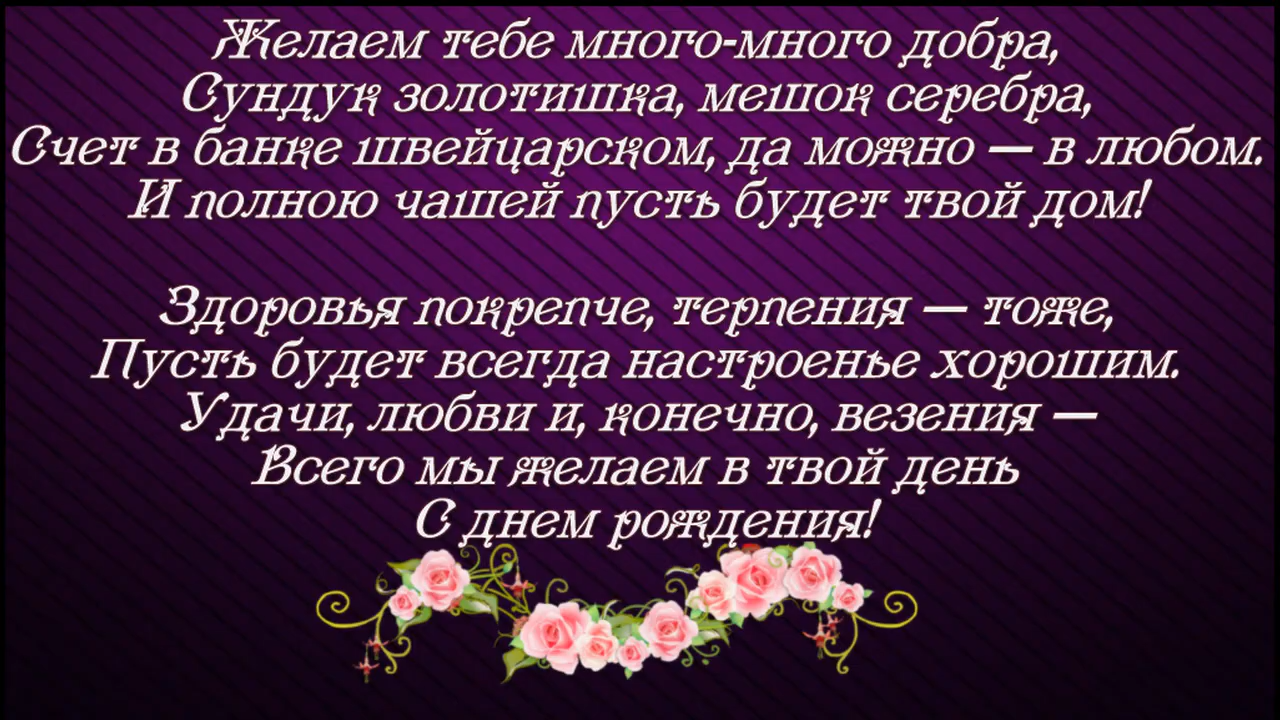 Желаем тебе много-много добра,
Сундук золотишка, мешок серебра,
Счет в банке швейцарском, да можно — в любом.
И полною чашей пусть будет твой дом!
Здоровья покрепче, терпения — тоже,
Пусть будет всегда настроенье хорошим.
Удачи, любви и, конечно, везения —
Всего мы желаем в твой день
С днем рождения!